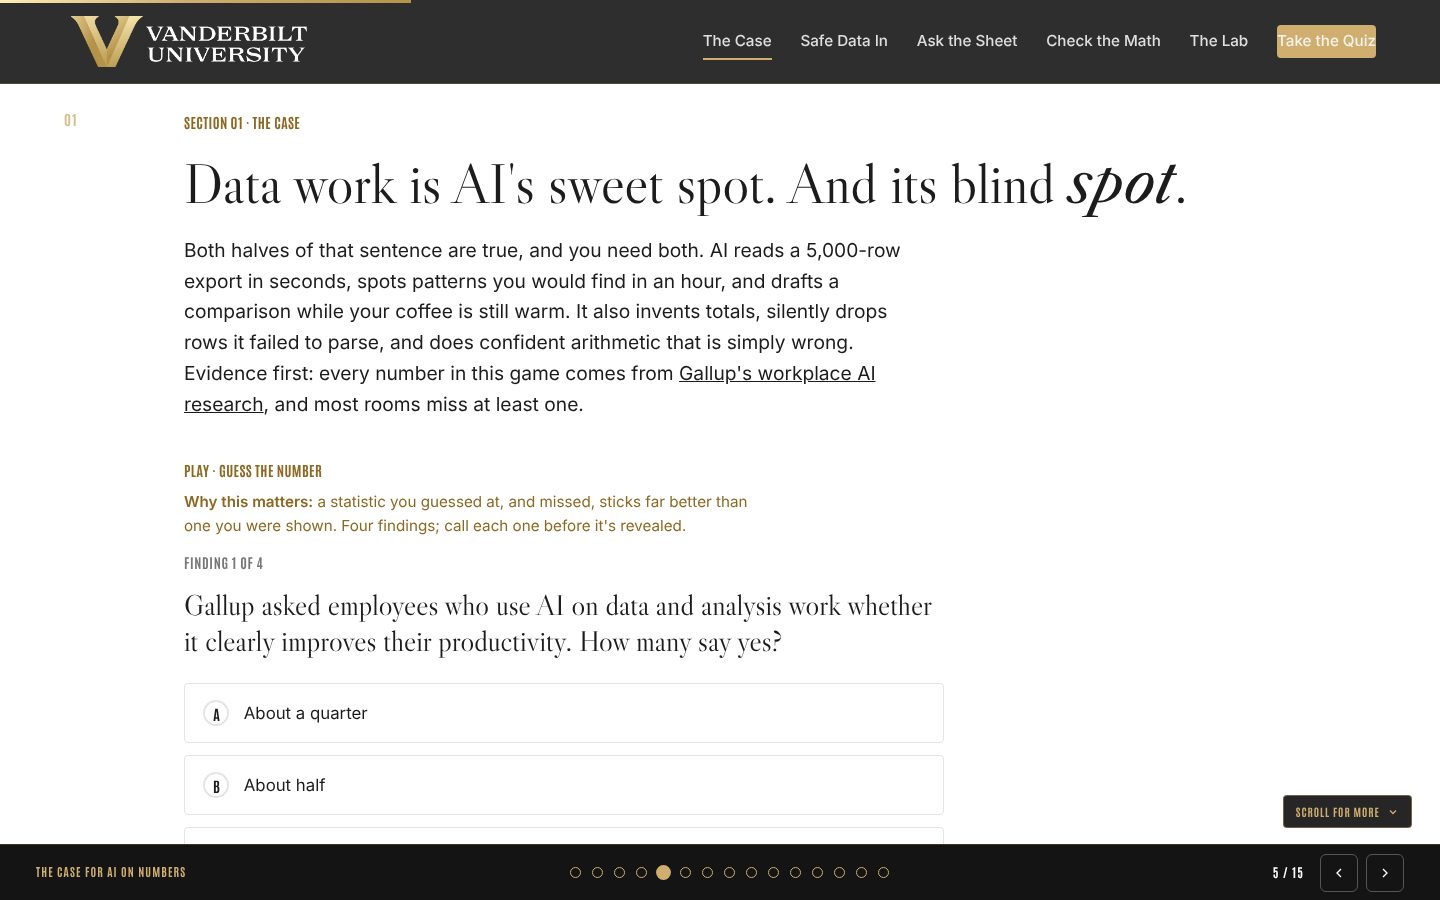 VANDERBILT
UNIVERSITY
The Case
Safe Data In
Ask the Sheet
Check the Math
The Lab
Take the Quiz
01
SECTION 01 · THE CASE
Data work is AI's sweet spot. And its blind spot.
Both halves of that sentence are true, and you need both. AI reads a 5,000-row
export in seconds, spots patterns you would find in an hour, and drafts a
comparison while your coffee is still warm. It also invents totals, silently drops
rows it failed to parse, and does confident arithmetic that is simply wrong.
Evidence first: every number in this game comes from Gallup's workplace AI
research, and most rooms miss at least one.
PLAY · GUESS THE NUMBER
Why this matters: a statistic you guessed at, and missed, sticks far better than
one you were shown. Four findings; call each one before it's revealed.
FINDING 1 OF 4
Gallup asked employees who use AI on data and analysis work whether
it clearly improves their productivity. How many say yes?
A About a quarter
B About half
SCROLL FOR MORE
THE CASE FOR AI ON NUMBERS
5 / 15